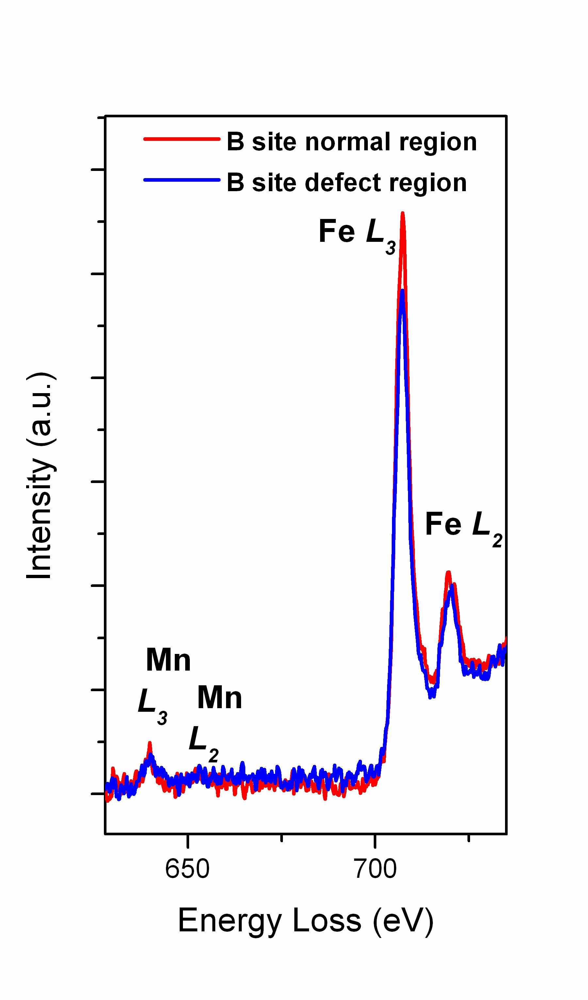 B site normal region
B site defect region
Fe L3
Fe L2
Mn
L3
Mn
L2
Intensity (a.u.)
650
700
Energy Loss (eV)